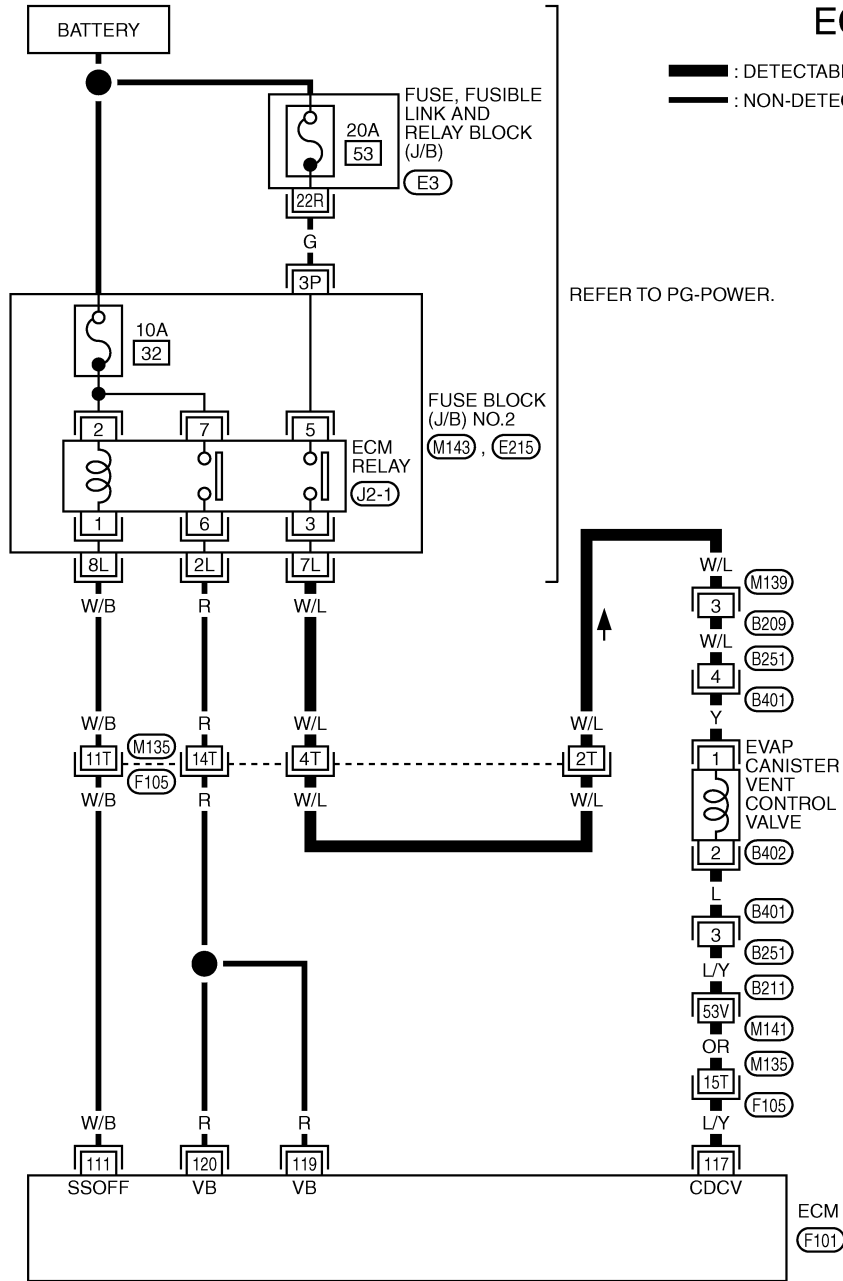 BATTERY
EC
: DETECTABL
: NON-DETEC
FUSE, FUSIBLE
LINK AND
RELAY BLOCK
(J/B)
E3
20A
53
22R
G
3P
REFER TO PG-POWER.
10A
32
FUSE BLOCK
(J/B) NO.2
M143 , E215
2 7 5
ECM
RELAY
J2-1
1 6 3
8L 2L 7L
W/B R W/L
W/L
M139
3
B209
W/L
B251
4
B401
Y
W/B R W/L W/L
11T M135 14T 4T 2T
F105
W/B R W/L W/L
1
EVAP
CANISTER
VENT
CONTROL
VALVE
2
B402
L
B401
3
B251
L/Y
B211
53V
M141
OR
M135
15T
F105
W/B R R L/Y
111 120 119 117
SSOFF VB VB CDCV
ECM
F101